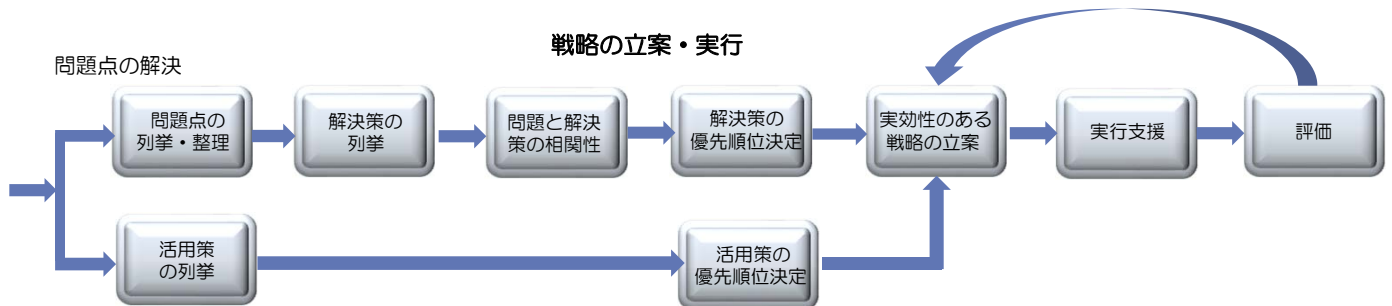 戦略の立案・実行
問題点の解決
問題点の
列挙・整理
解決策の
列挙
問題と解決
策の相関性
解決策の
優先順位決定
実効性のある
戦略の立案
実行支援
評価
活用策
の列挙
活用策の
優先順位決定